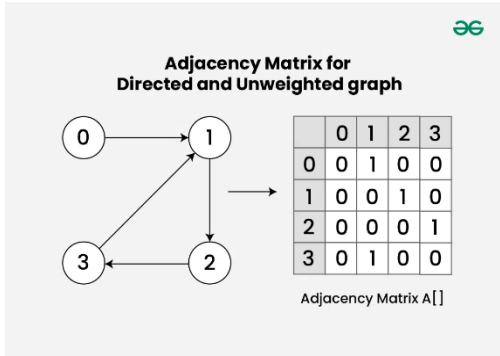 Adjacency Matrix for
Directed and Unweighted graph
0 1
3 2
0 1 2 3
0 0 1 0 0
1 0 0 1 0
2 0 0 0 1
3 0 1 0 0
Adjacency Matrix A[]